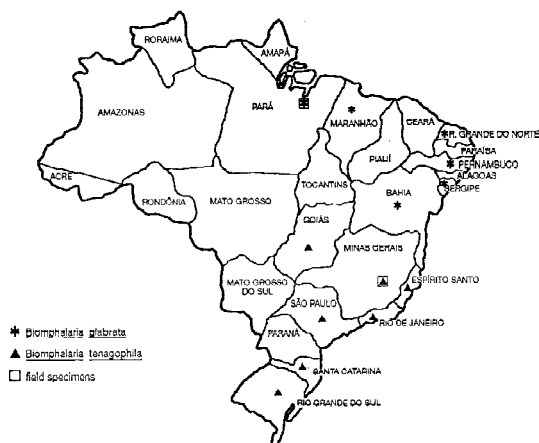 RORAIMA
AMAPÁ
AMAZONAS
PARÁ
MARANHÃO
CEARÁ
R. GRANDE DO NORTE
PARAÍBA
PIAUÍ
PERNAMBUCO
ACRE
ALAGOAS
SERGIPE
TOCANTINS
BAHIA
RONDÔNIA
MATO GROSSO
GOIÁS
MINAS GERAIS
MATO GROSSO
DO SUL
ESPÍRITO SANTO
SÃO PAULO
RIO DE JANEIRO
Biomphalaria glabrata
PARANÁ
Biomphalaria tenagophila
SANTA CATARINA
field specimens
RIO GRANDE DO SUL